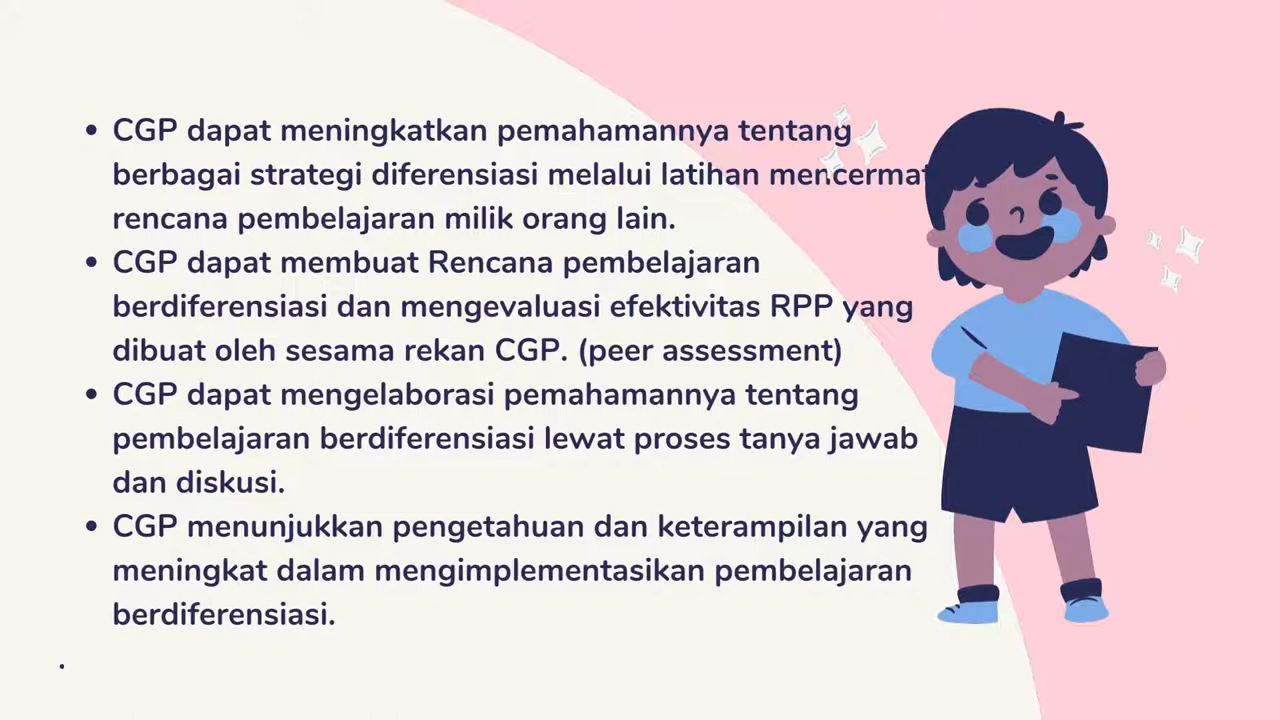 • CGP dapat meningkatkan pemahamannya tentang
berbagai strategi diferensiasi melalui latihan mencermat
rencana pembelajaran milik orang lain.
• CGP dapat membuat Rencana pembelajaran
berdiferensiasi dan mengevaluasi efektivitas RPP yang
dibuat oleh sesama rekan CGP. (peer assessment)
• CGP dapat mengelaborasi pemahamannya tentang
pembelajaran berdiferensiasi lewat proses tanya jawab
dan diskusi.
• CGP menunjukkan pengetahuan dan keterampilan yang
meningkat dalam mengimplementasikan pembelajaran
berdiferensiasi.
.